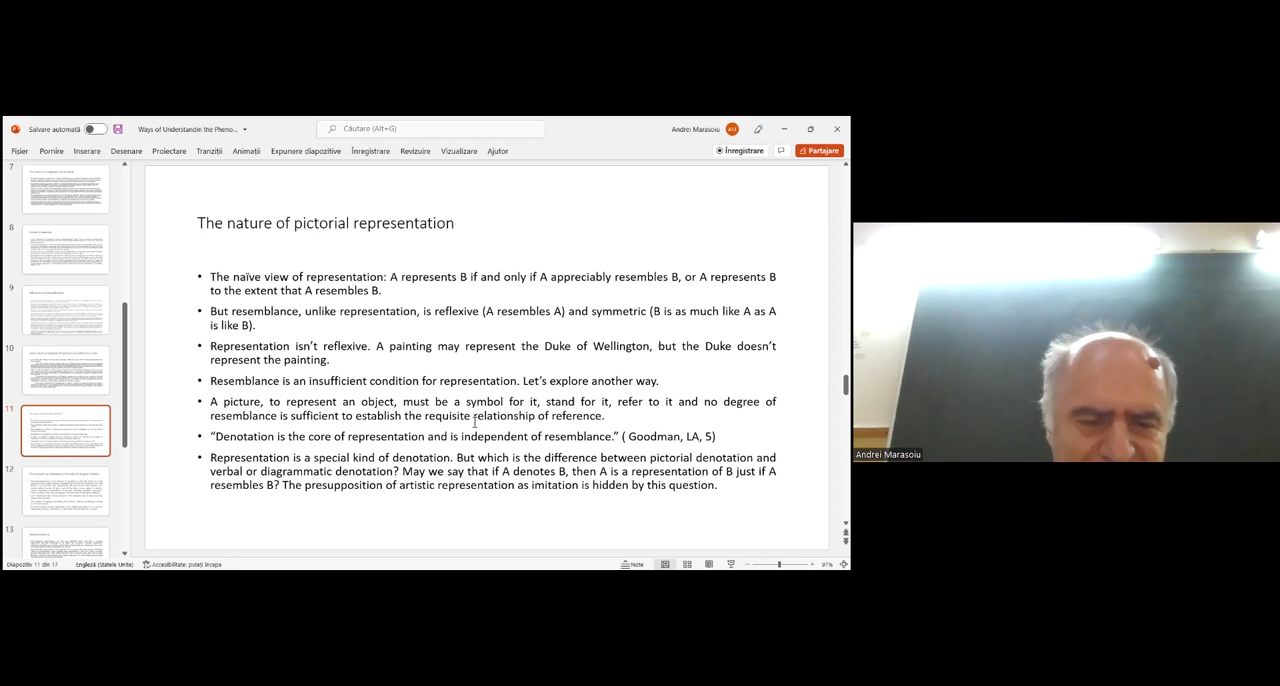 Salvare automată
Ways of Understandin the Pheno...
Căutare (Alt+G)
Andrei Marasoiu
AM
Fișier Pornire Inserare Desenare Proiectare Tranziții Animații Expunere diapozitive Înregistrare Revizuire Vizualizare Ajutor
Înregistrare
Partajare
7
8
9
10
11
12
13
The nature of pictorial representation
• The naïve view of representation: A represents B if and only if A appreciably resembles B, or A represents B
to the extent that A resembles B.
• But resemblance, unlike representation, is reflexive (A resembles A) and symmetric (B is as much like A as A
is like B).
• Representation isn't reflexive. A painting may represent the Duke of Wellington, but the Duke doesn't
represent the painting.
• Resemblance is an insufficient condition for representation. Let's explore another way.
• A picture, to represent an object, must be a symbol for it, stand for it, refer to it and no degree of
resemblance is sufficient to establish the requisite relationship of reference.
• "Denotation is the core of representation and is independent of resemblance." ( Goodman, LA, 5)
• Representation is a special kind of denotation. But which is the difference between pictorial denotation and
verbal or diagrammatic denotation? May we say that if A denotes B, then A is a representation of B just if A
resembles B? The presupposition of artistic representation as imitation is hidden by this question.
Diapozitiv 11 din 17
Engleză (Statele Unite)
Accesibilitate: puteți începe
Note
97%
Andrei Marasoiu